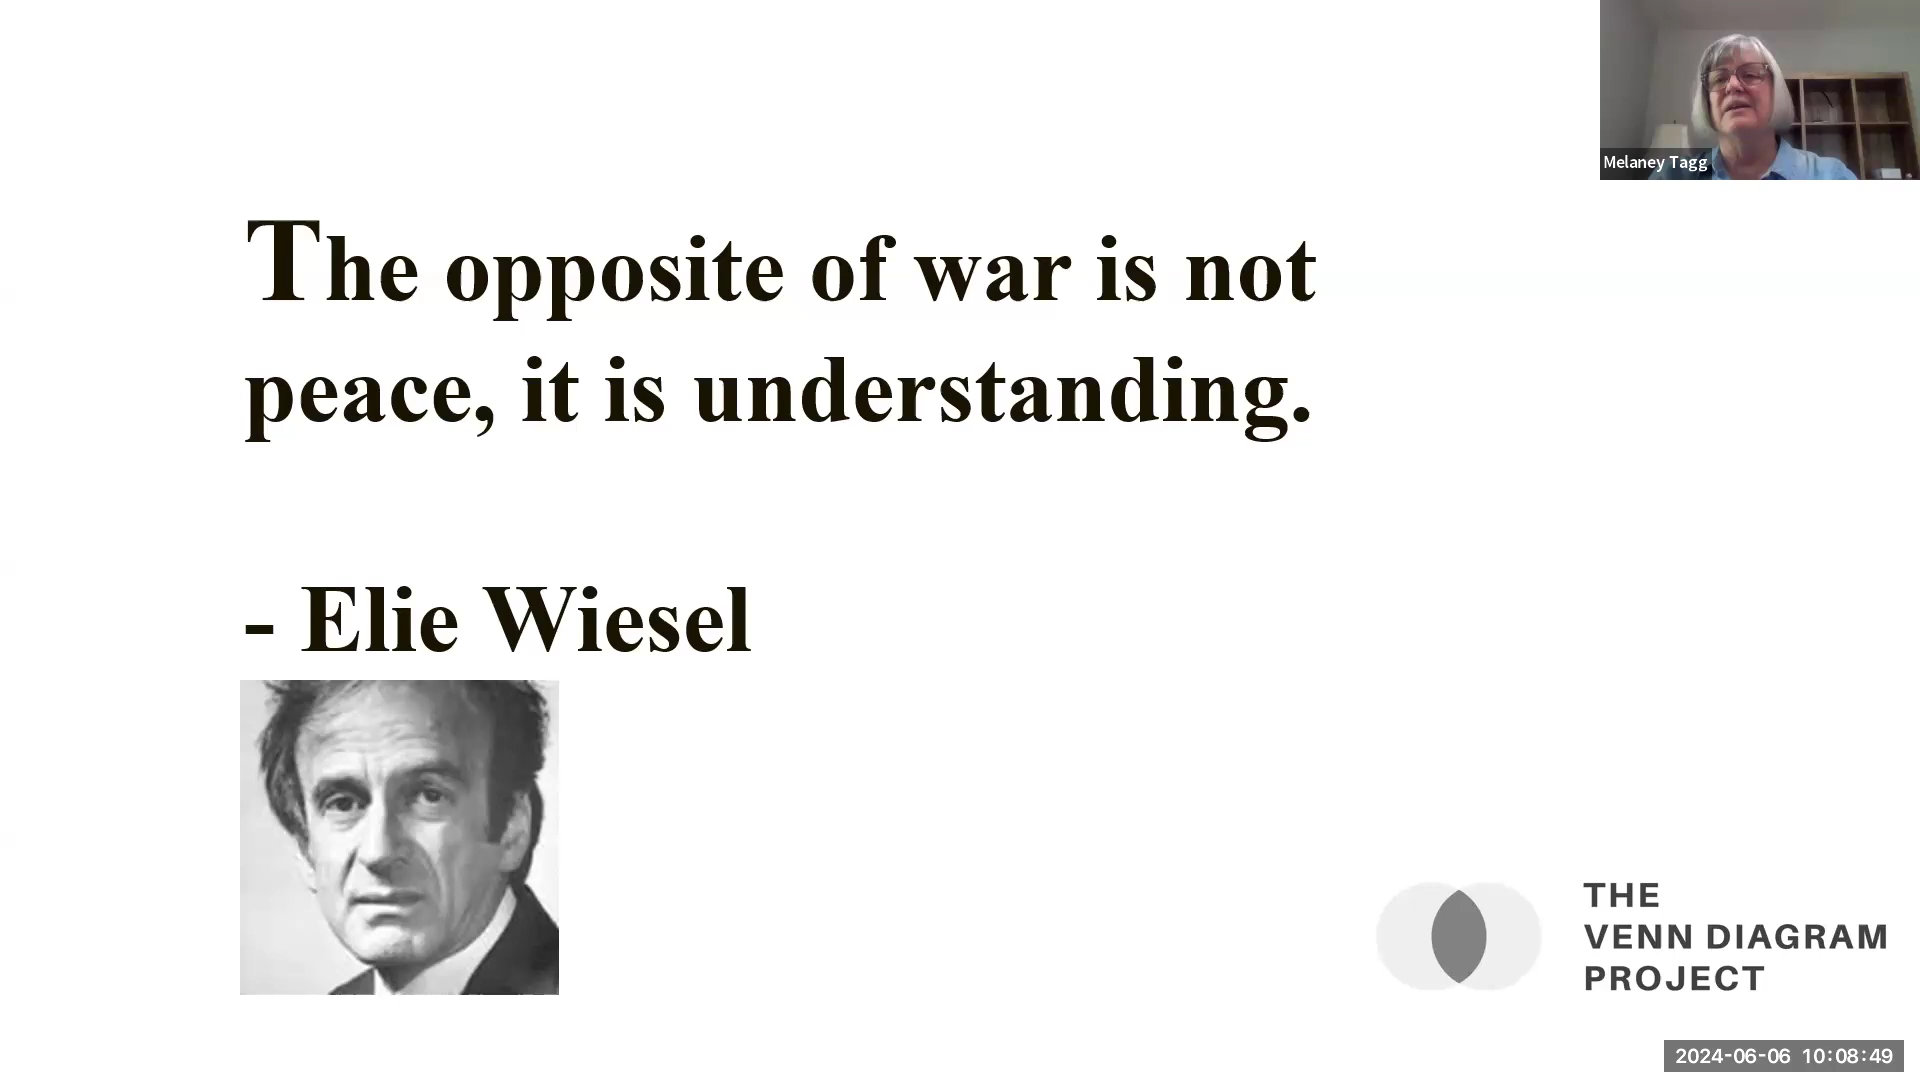 Melaney Tagg
The opposite of war is not
peace, it is understanding.
- Elie Wiesel
THE
VENN DIAGRAM
PROJECT
2024-06-06 10:08:49